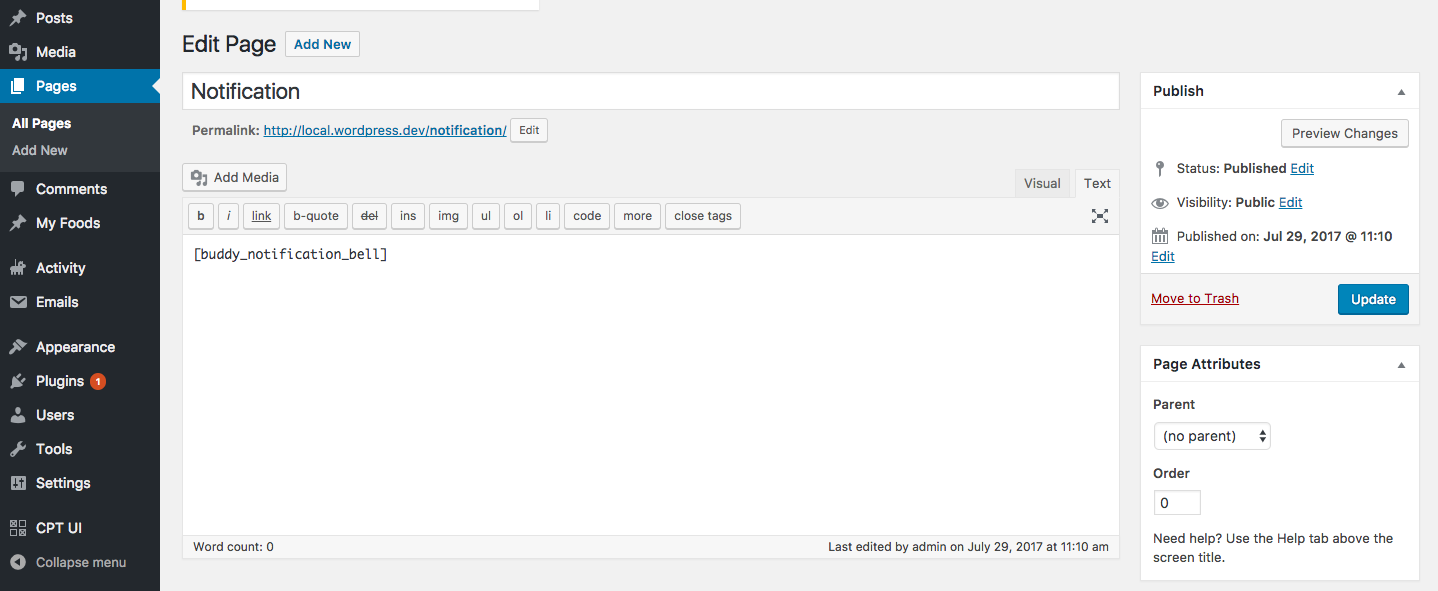 Posts
Media
Pages
All Pages
Add New
Comments
My Foods
Activity
Emails
Appearance
Plugins 1
Users
Tools
Settings
CPT UI
Collapse menu
Edit Page Add New
Notification
Permalink: http://local.wordpress.dev/notification/ Edit
Add Media
Visual Text
b i link b-quote del ins img ul ol li code more close tags
[buddy_notification_bell]
Word count: 0 Last edited by admin on July 29, 2017 at 11:10 am
Publish
Preview Changes
Status: Published Edit
Visibility: Public Edit
Published on: Jul 29, 2017 @ 11:10
Edit
Move to Trash Update
Page Attributes
Parent
(no parent)
Order
0
Need help? Use the Help tab above the
screen title.